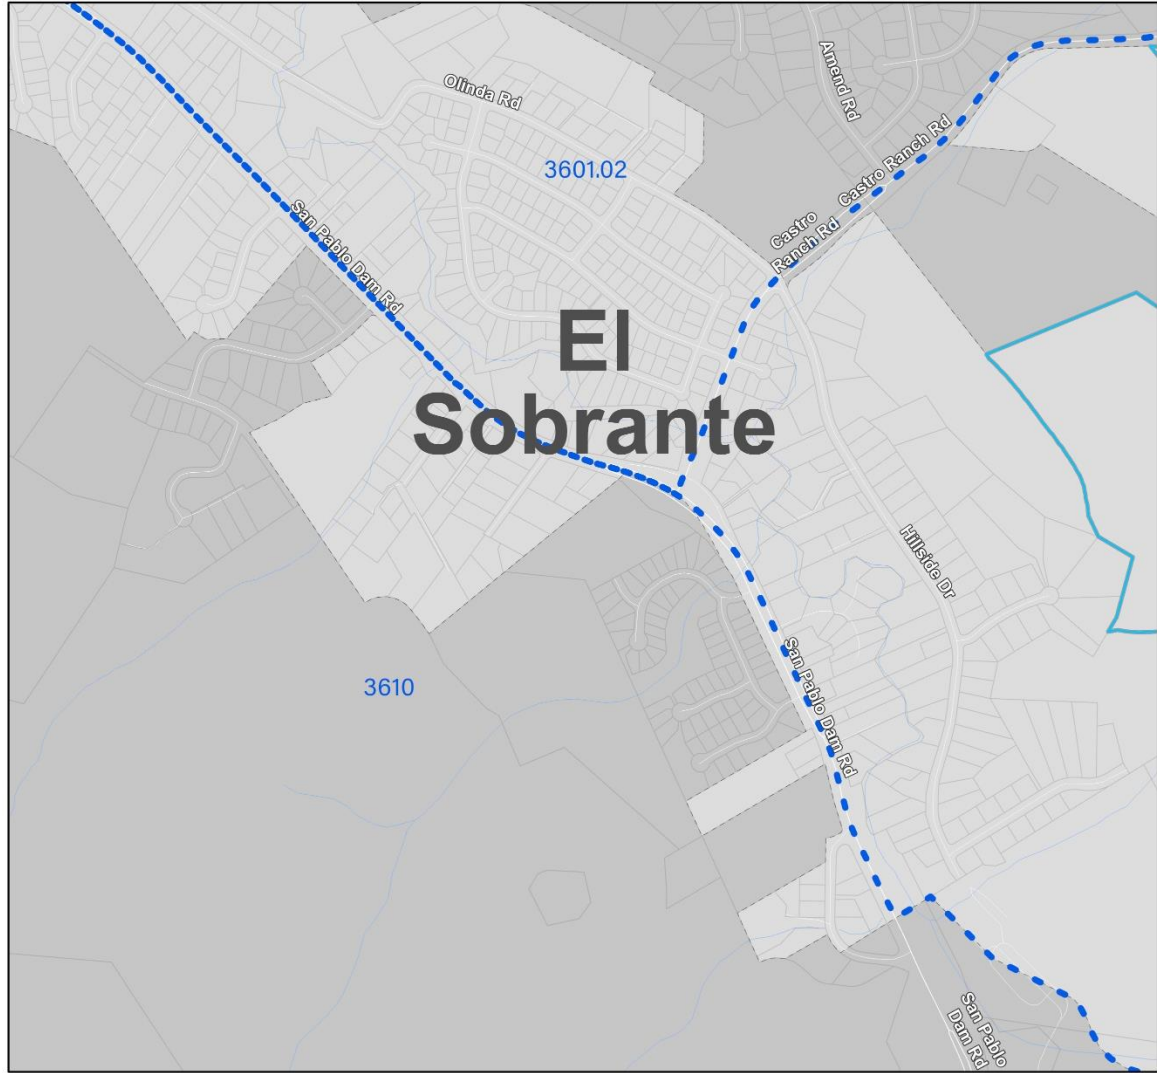 Olinda Rd
Amend Rd
3601.02
Castro Ranch Rd
Castro
Ranch Rd
San Pablo Dam Rd
El
Sobrante
Hillside Dr
San Pablo Dam Rd
3610
San Pablo
Dam Rd